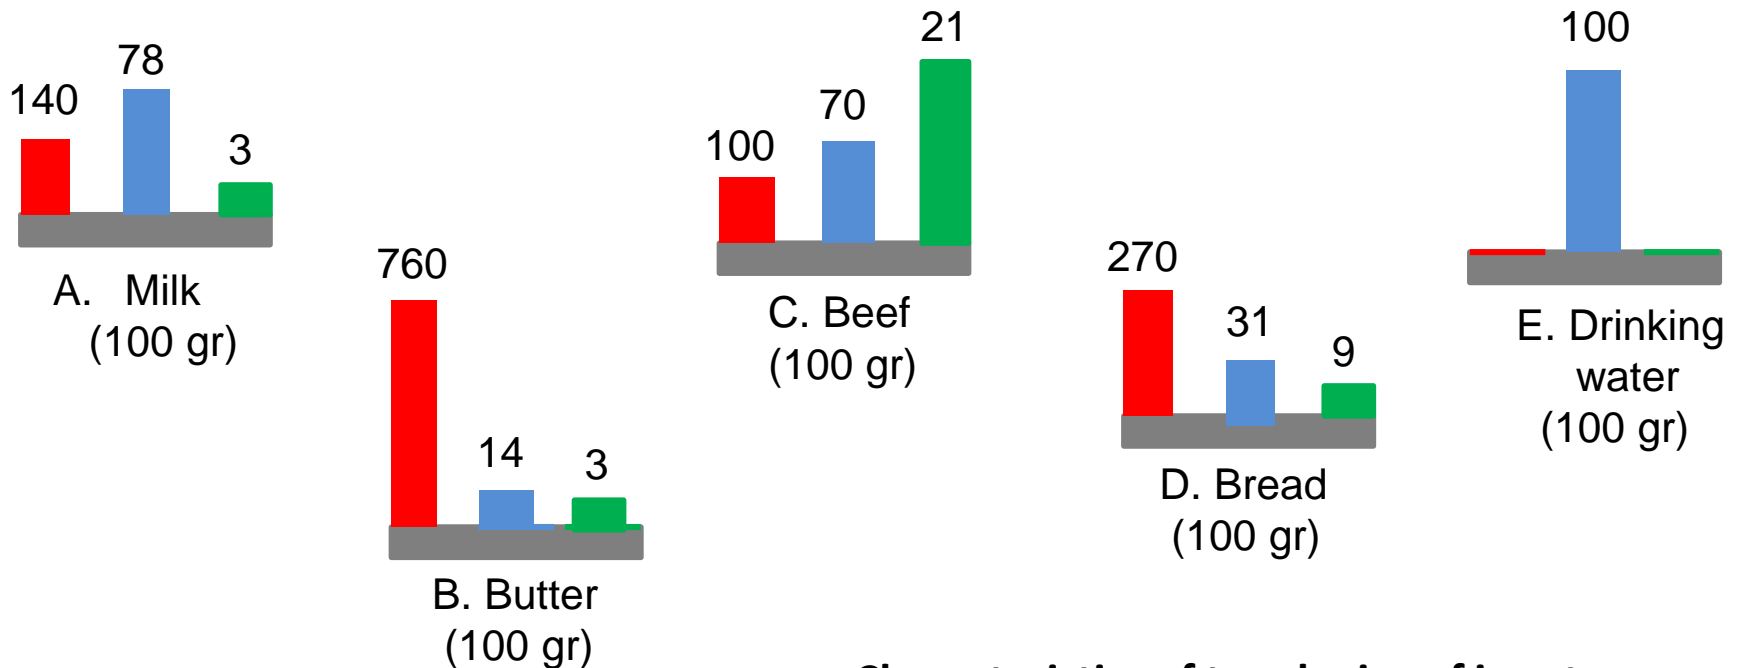 140
78
3
A. Milk
(100 gr)
760
14
3
B. Butter
(100 gr)
100
70
21
C. Beef
(100 gr)
270
31
9
D. Bread
(100 gr)
100
E. Drinking
water
(100 gr)